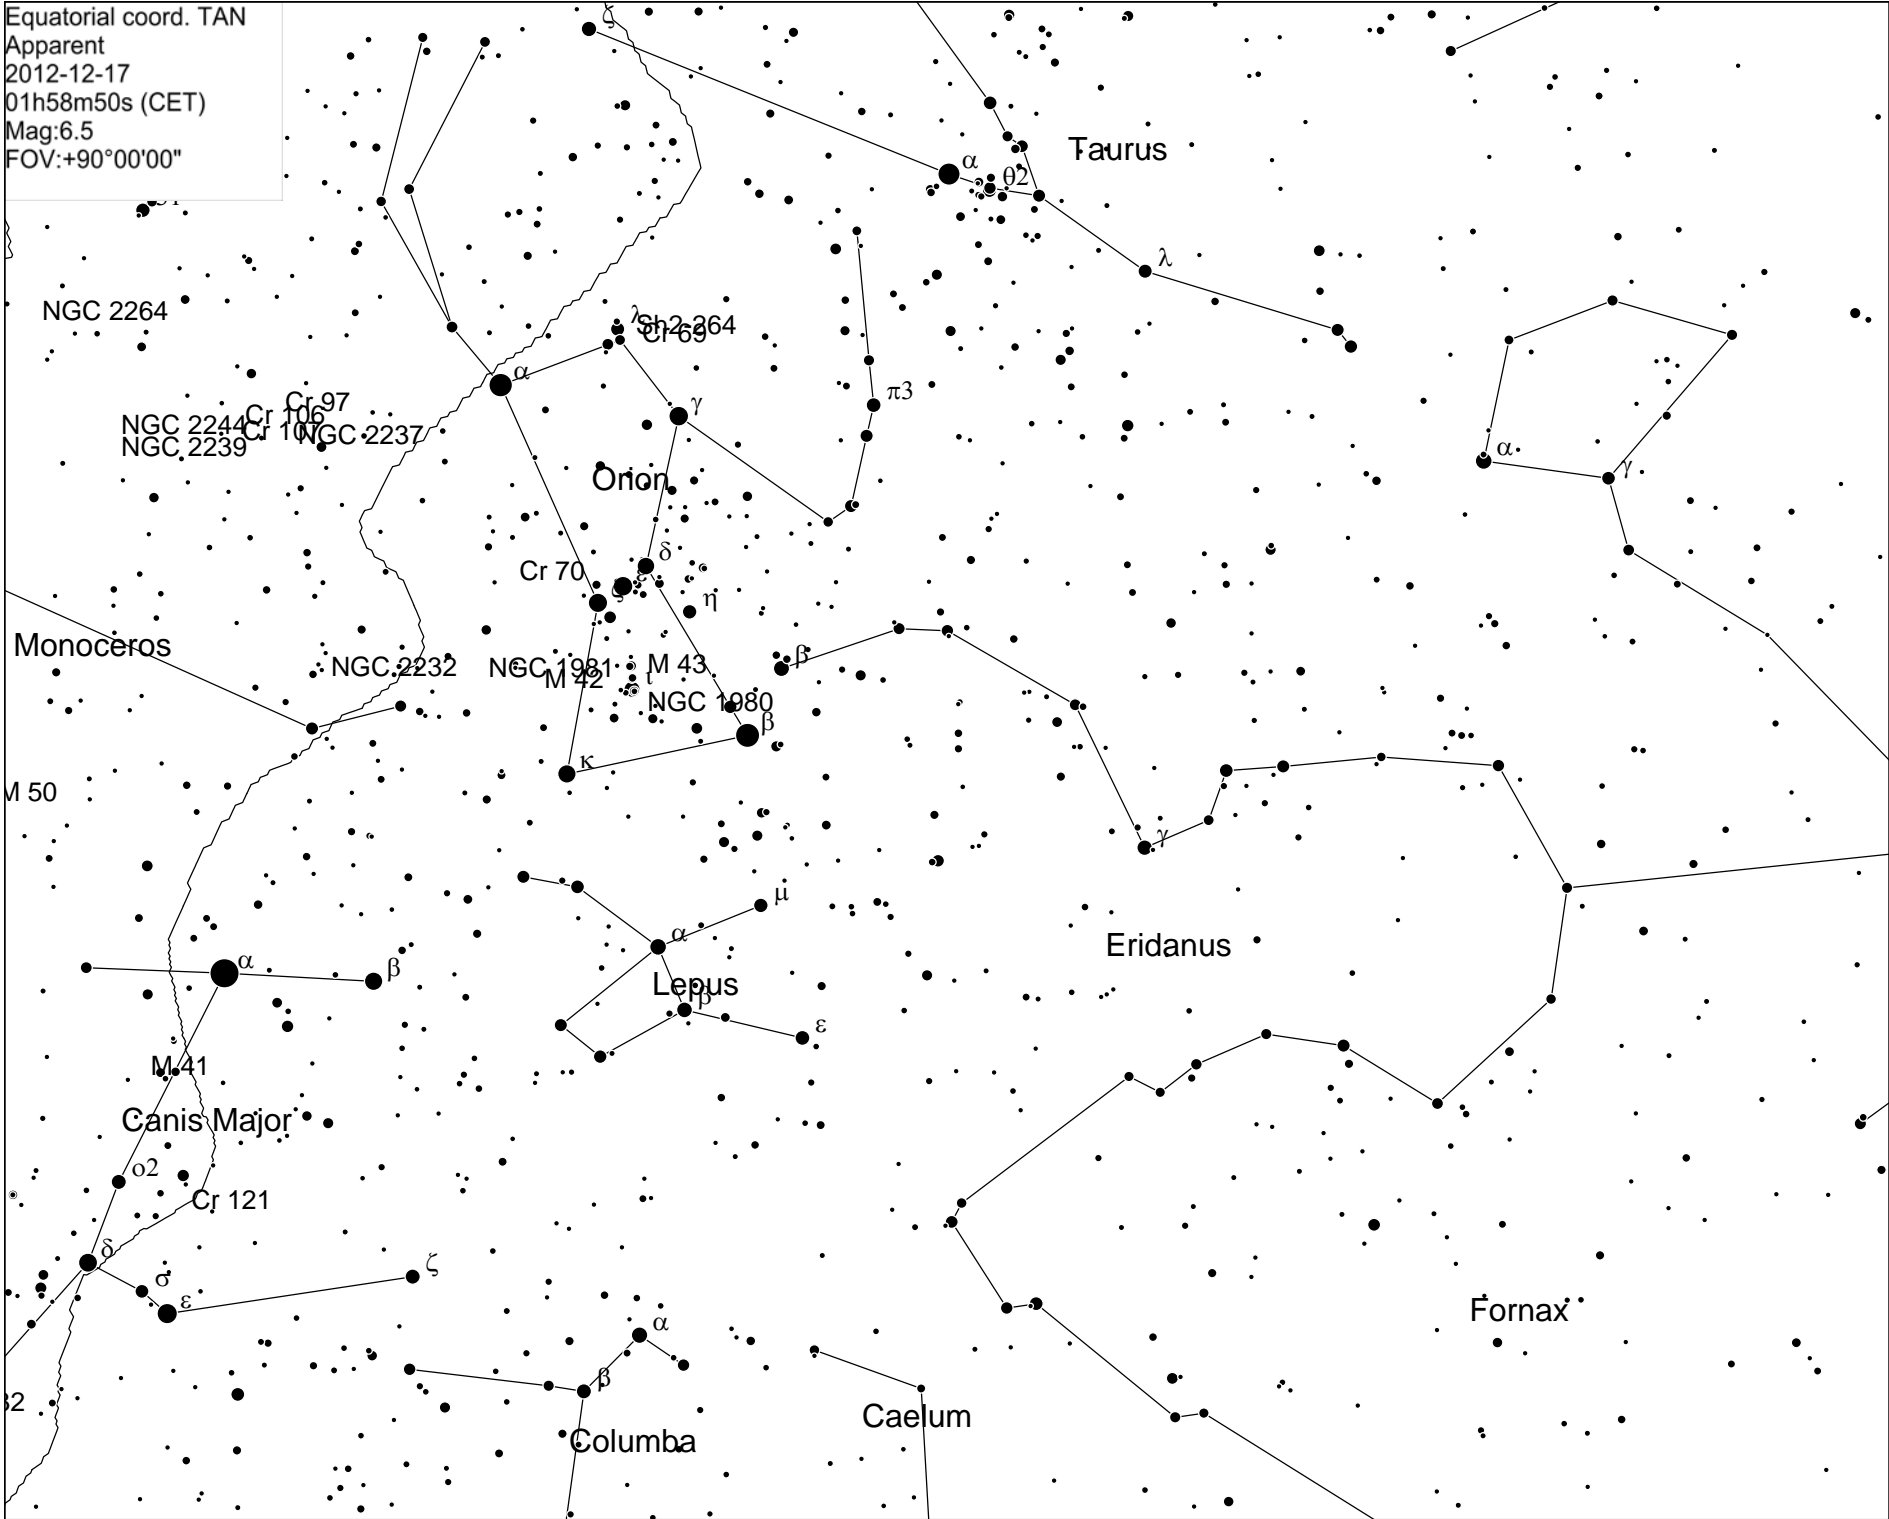 Equatorial coord. TAN
Apparent
2012-12-17
01h58m50s (CET)
Mag:6.5
FOV:+90°00'00"
ζ
Taurus
α
θ2
λ
NGC 2264
λ
Sh2-264
Cr 69
α
π3
γ
Cr 97
Cr 106
NGC 2244
Cr 107
NGC 2237
NGC 2239
α
γ
Orion
δ
Cr 70
ε
ζ
η
Monoceros
β
NGC 2232
NGC 1981
M 43
M 42
ι
NGC 1980
β
κ
M 50
γ
μ
α
Eridanus
α
β
Lepus
β
ε
M 41
Canis Major
ο2
Cr 121
δ
ζ
σ
ε
Fornax
α
β
Caelum
Columba